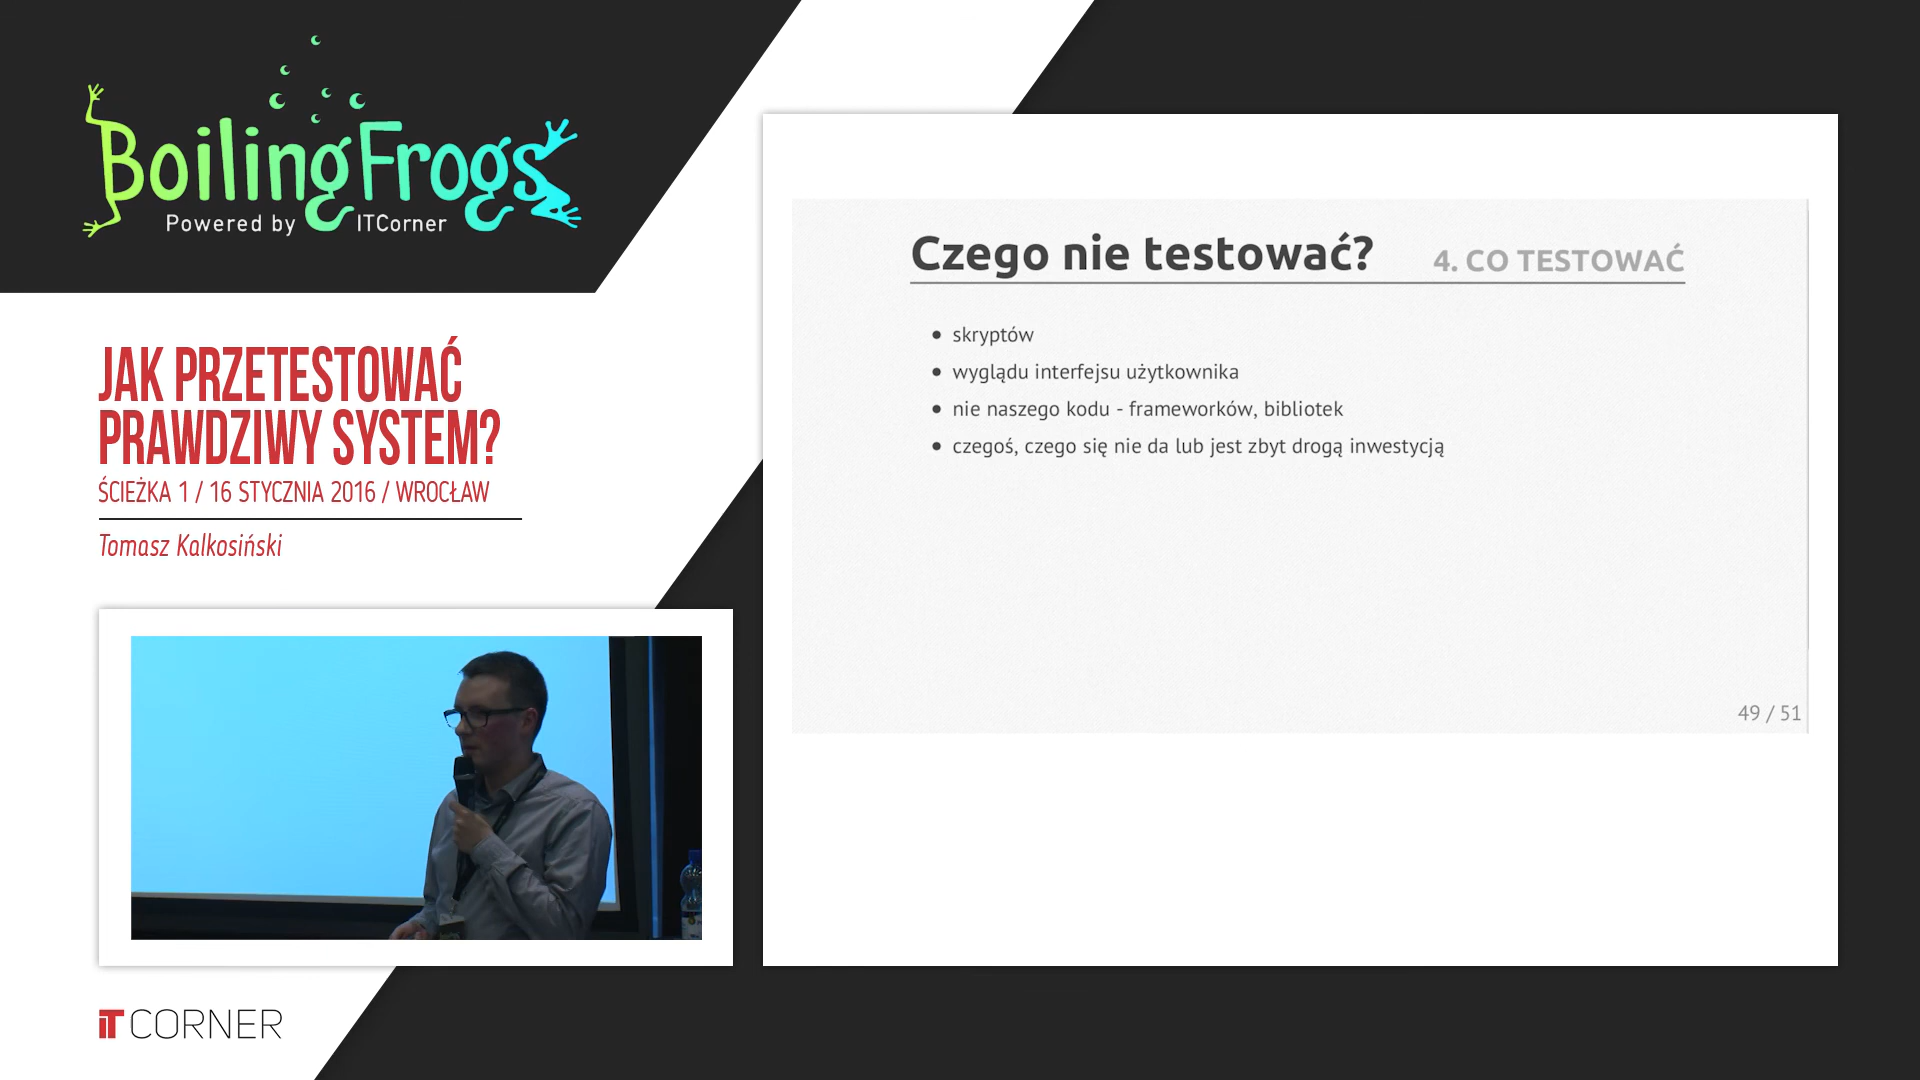 BoilingFrogs
Powered by ITCorner
JAK PRZETESTOWAĆ
PRAWDZIWY SYSTEM?
ŚCIEŻKA 1 / 16 STYCZNIA 2016 / WROCŁAW
Tomasz Kalkosiński
Czego nie testować? 4. CO TESTOWAĆ
• skryptów
• wyglądu interfejsu użytkownika
• nie naszego kodu - frameworków, bibliotek
• czegoś, czego się nie da lub jest zbyt drogą inwestycją
49 / 51
iT CORNER